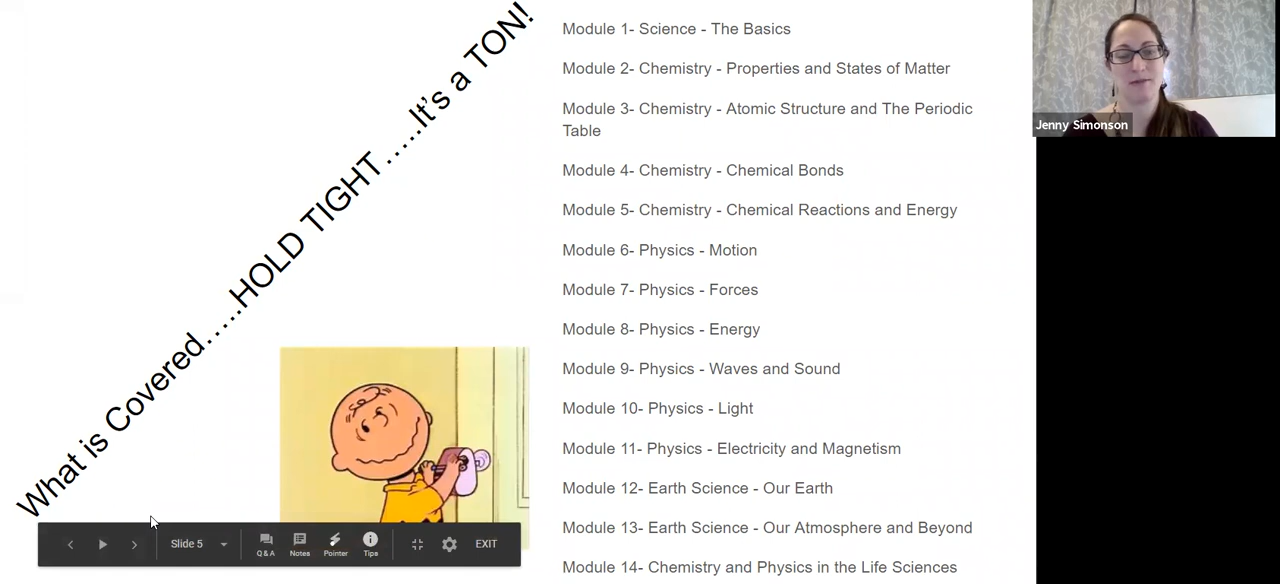 What is Covered.....HOLD TIGHT.....It's a TON!
Module 1- Science - The Basics
Module 2- Chemistry - Properties and States of Matter
Module 3- Chemistry - Atomic Structure and The Periodic
Table
Module 4- Chemistry - Chemical Bonds
Module 5- Chemistry - Chemical Reactions and Energy
Module 6- Physics - Motion
Module 7- Physics - Forces
Module 8- Physics - Energy
Module 9- Physics - Waves and Sound
Module 10- Physics - Light
Module 11- Physics - Electricity and Magnetism
Module 12- Earth Science - Our Earth
Module 13- Earth Science - Our Atmosphere and Beyond
Module 14- Chemistry and Physics in the Life Sciences
Jenny Simonson
Slide 5
Q & A
Notes
Pointer
Tips
EXIT